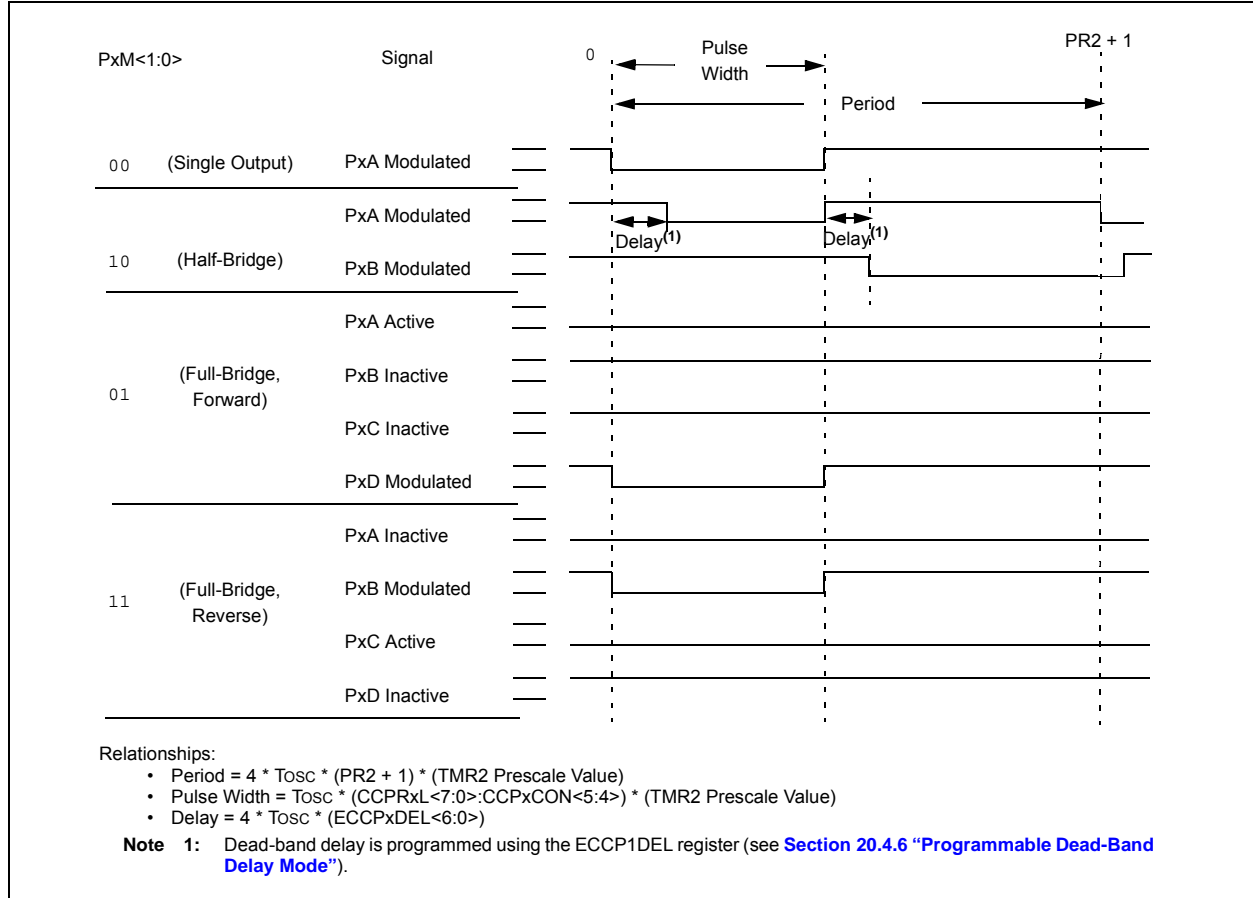 PxM<1:0> Signal 0 Pulse Width PR2 + 1
Period
00 (Single Output) PxA Modulated
PxA Modulated
Delay(1) Delay(1)
10 (Half-Bridge) PxB Modulated
PxA Active
(Full-Bridge, PxB Inactive
01 Forward)
PxC Inactive
PxD Modulated
PxA Inactive
(Full-Bridge, PxB Modulated
11 Reverse)
PxC Active
PxD Inactive
Relationships:
• Period = 4 * TOSC * (PR2 + 1) * (TMR2 Prescale Value)
• Pulse Width = TOSC * (CCPRxL<7:0>:CCPxCON<5:4>) * (TMR2 Prescale Value)
• Delay = 4 * TOSC * (ECCPxDEL<6:0>)
Note 1: Dead-band delay is programmed using the ECCP1DEL register (see Section 20.4.6 “Programmable Dead-Band
Delay Mode”).